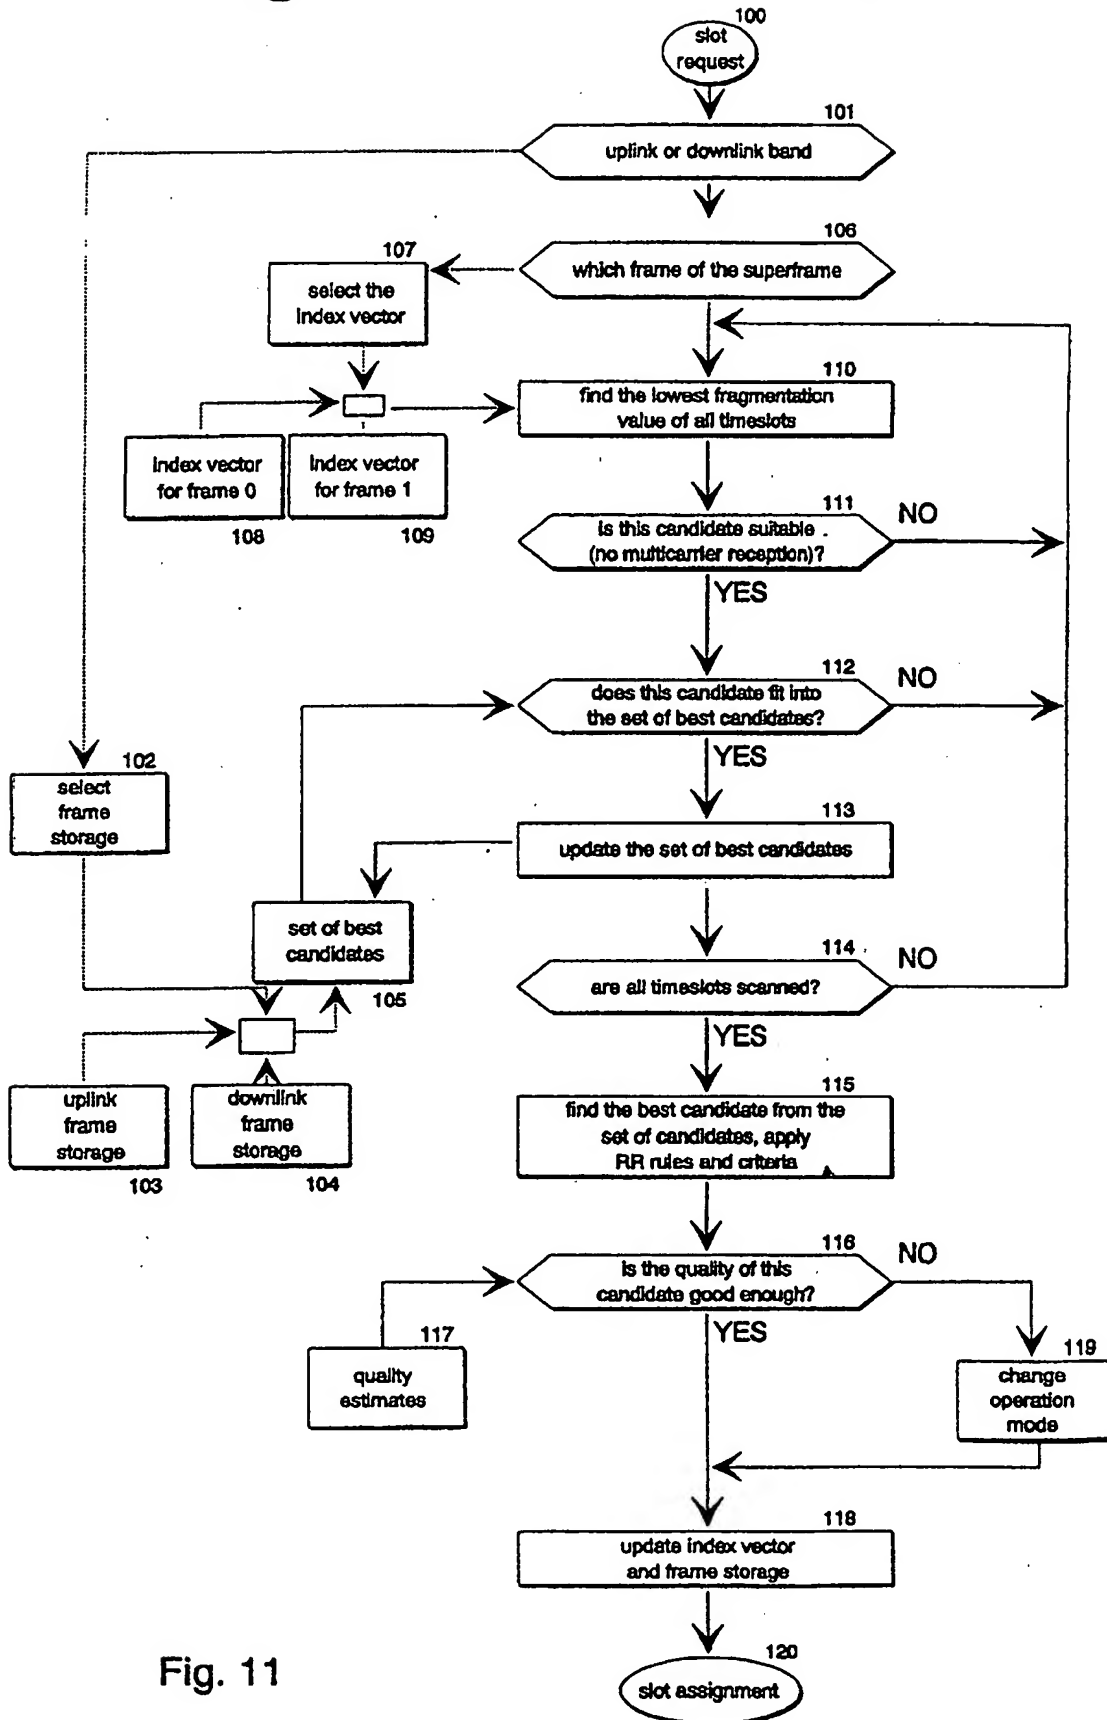 100
slot
request
101
uplink or downlink band
106
which frame of the superframe
107
select the
index vector
110
find the lowest fragmentation
value of all timeslots
index vector
for frame 0
index vector
for frame 1
108
109
111
is this candidate suitable
(no multicarrier reception)?
NO
YES
112
does this candidate fit into
the set of best candidates?
NO
YES
102
select
frame
storage
113
update the set of best candidates
set of best
candidates
105
114
are all timeslots scanned?
NO
YES
uplink
frame
storage
103
downlink
frame
storage
104
115
find the best candidate from the
set of candidates, apply
RR rules and criteria
116
is the quality of this
candidate good enough?
NO
YES
117
quality
estimates
119
change
operation
mode
118
update index vector
and frame storage
120
slot assignment
Fig. 11